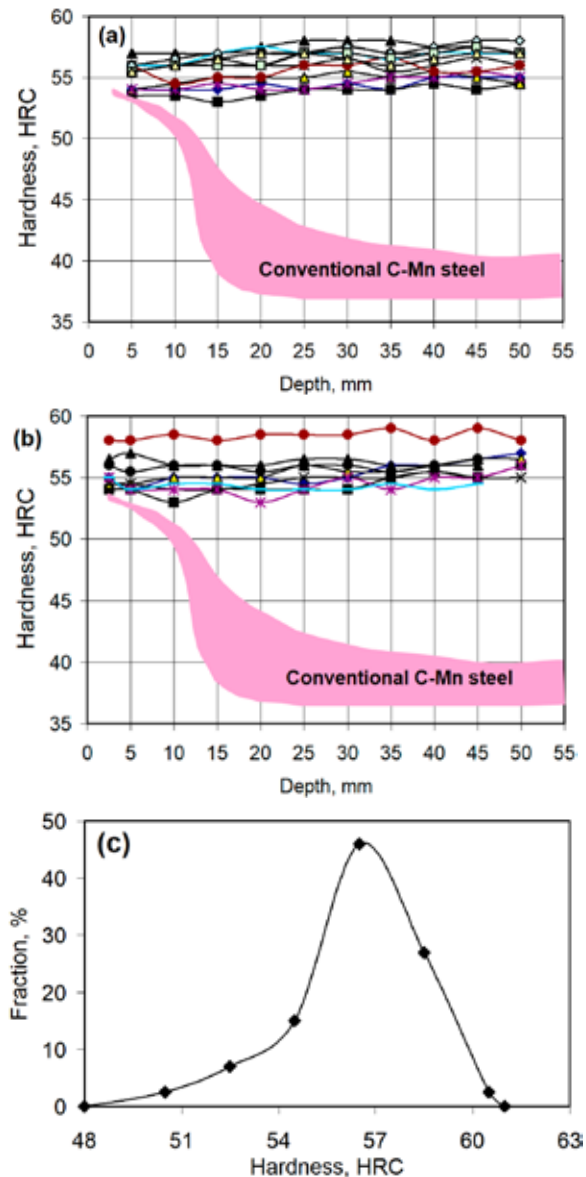 (a)
Hardness, HRC
60
55
50
45
40
35
Conventional C-Mn steel
0 5 10 15 20 25 30 35 40 45 50 55
Depth, mm
(b)
Hardness, HRC
60
55
50
45
40
35
Conventional C-Mn steel
0 5 10 15 20 25 30 35 40 45 50 55
Depth, mm
(c)
Fraction, %
50
40
30
20
10
0
48 51 54 57 60 63
Hardness, HRC